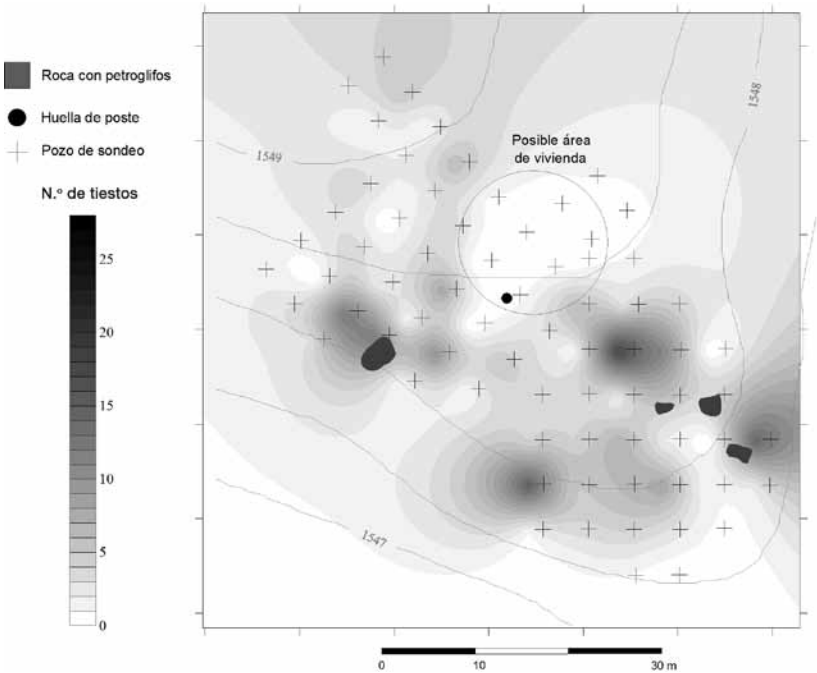 Roca con petroglifos
Huella de poste
Pozo de sondeo
N.º de tiestos
25
20
15
10
5
0
1549
Posible área
de vivienda
1548
1547
0 10 30 m